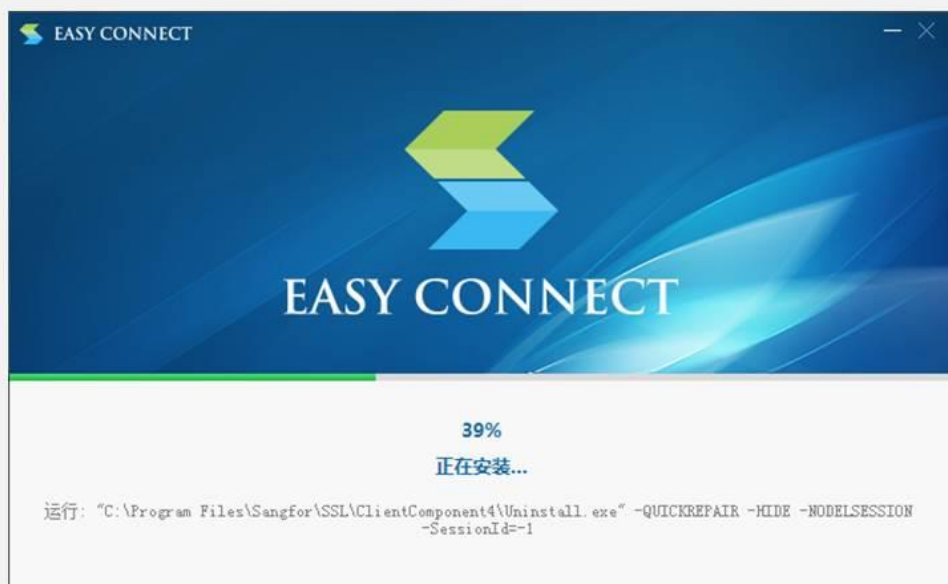 EASY CONNECT
EASY CONNECT
39%
正在安装...
运行: "C:\Program Files\Sangfor\SSL\ClientComponent4\Uninstall.exe" -QUICKREPAIR -HIDE -NODELSESSION
-SessionId=-1